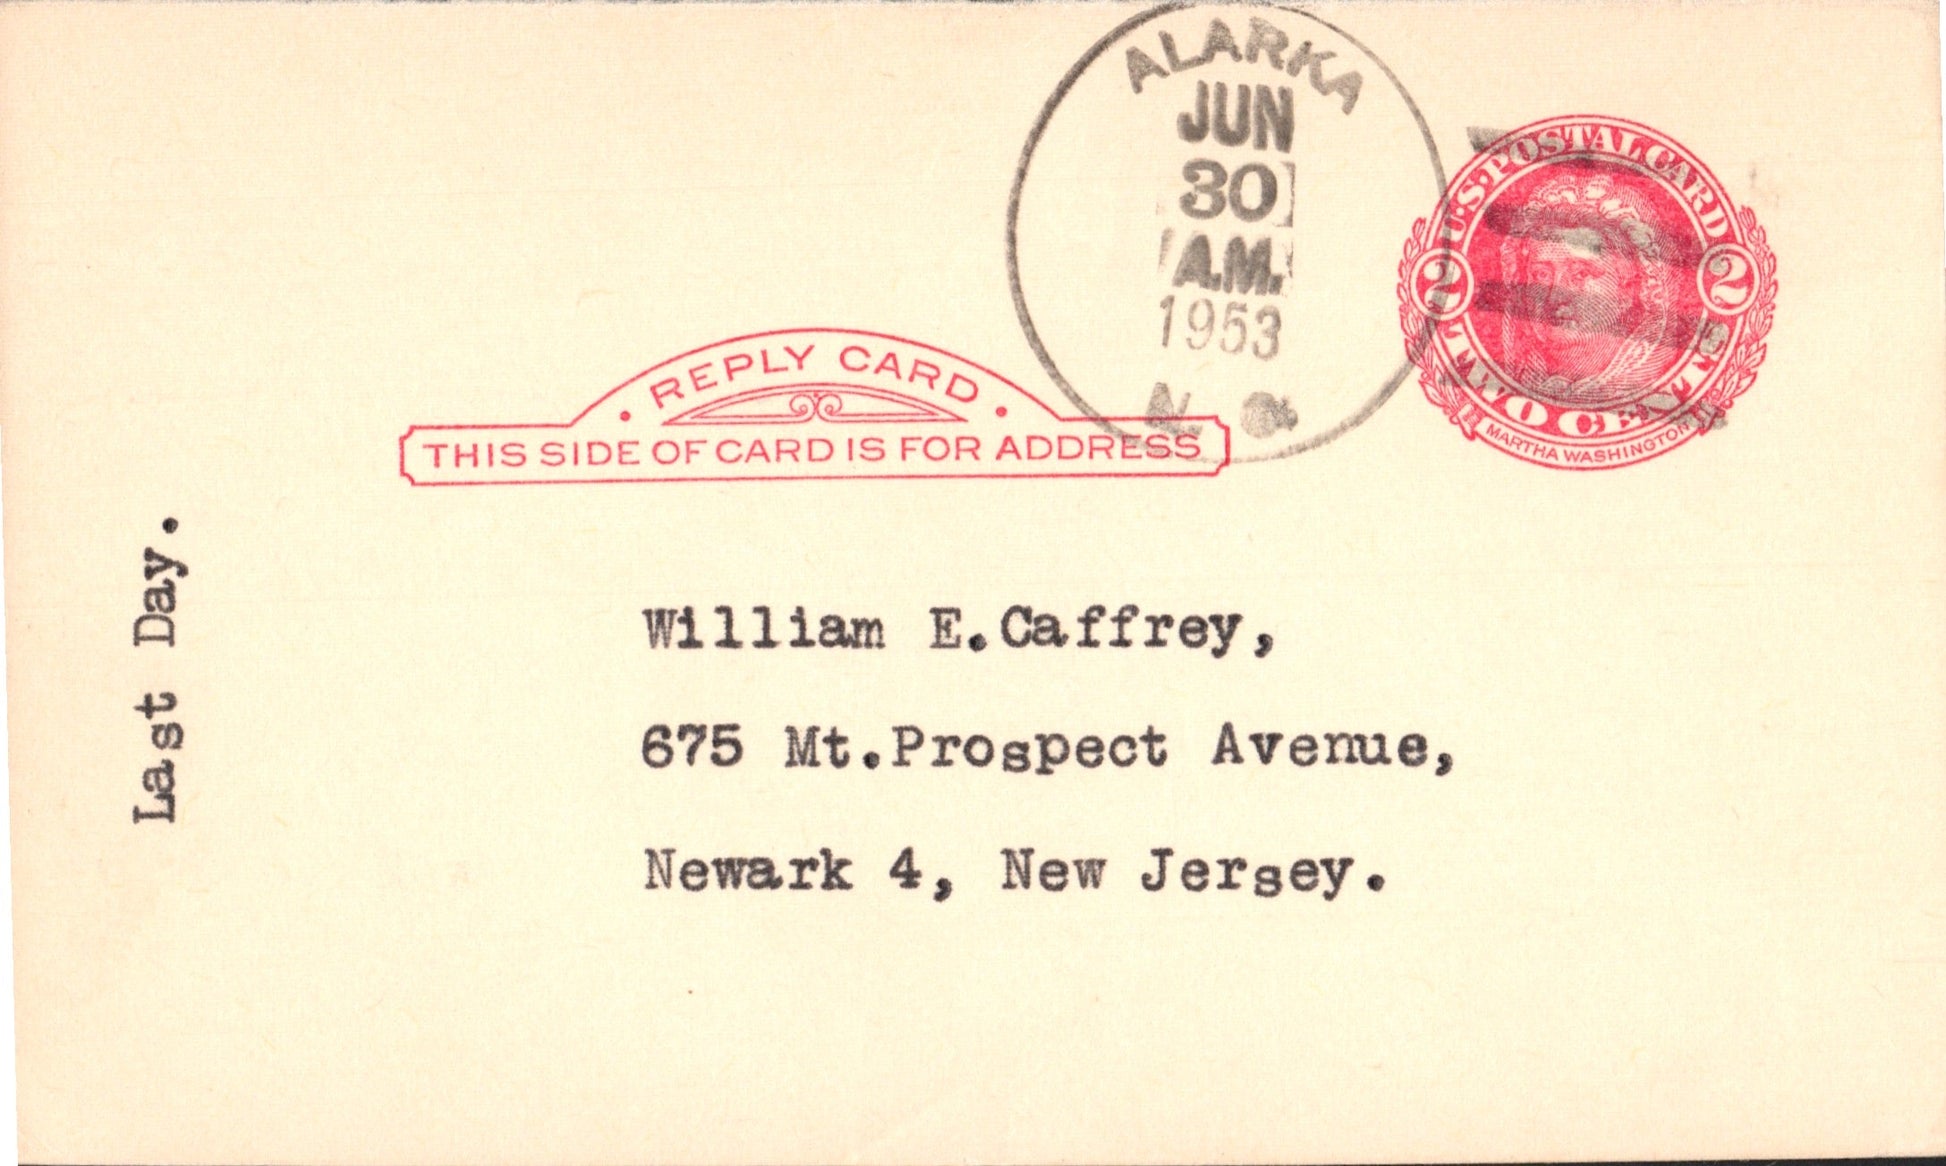 ALARKA
JUN
30
A.M.
1953
N. C.
U.S. POSTAL CARD
2 2
TWO CENTS
MARTHA WASHINGTON
· REPLY CARD ·
THIS SIDE OF CARD IS FOR ADDRESS
Last Day.
William E.Caffrey,
675 Mt.Prospect Avenue,
Newark 4, New Jersey.